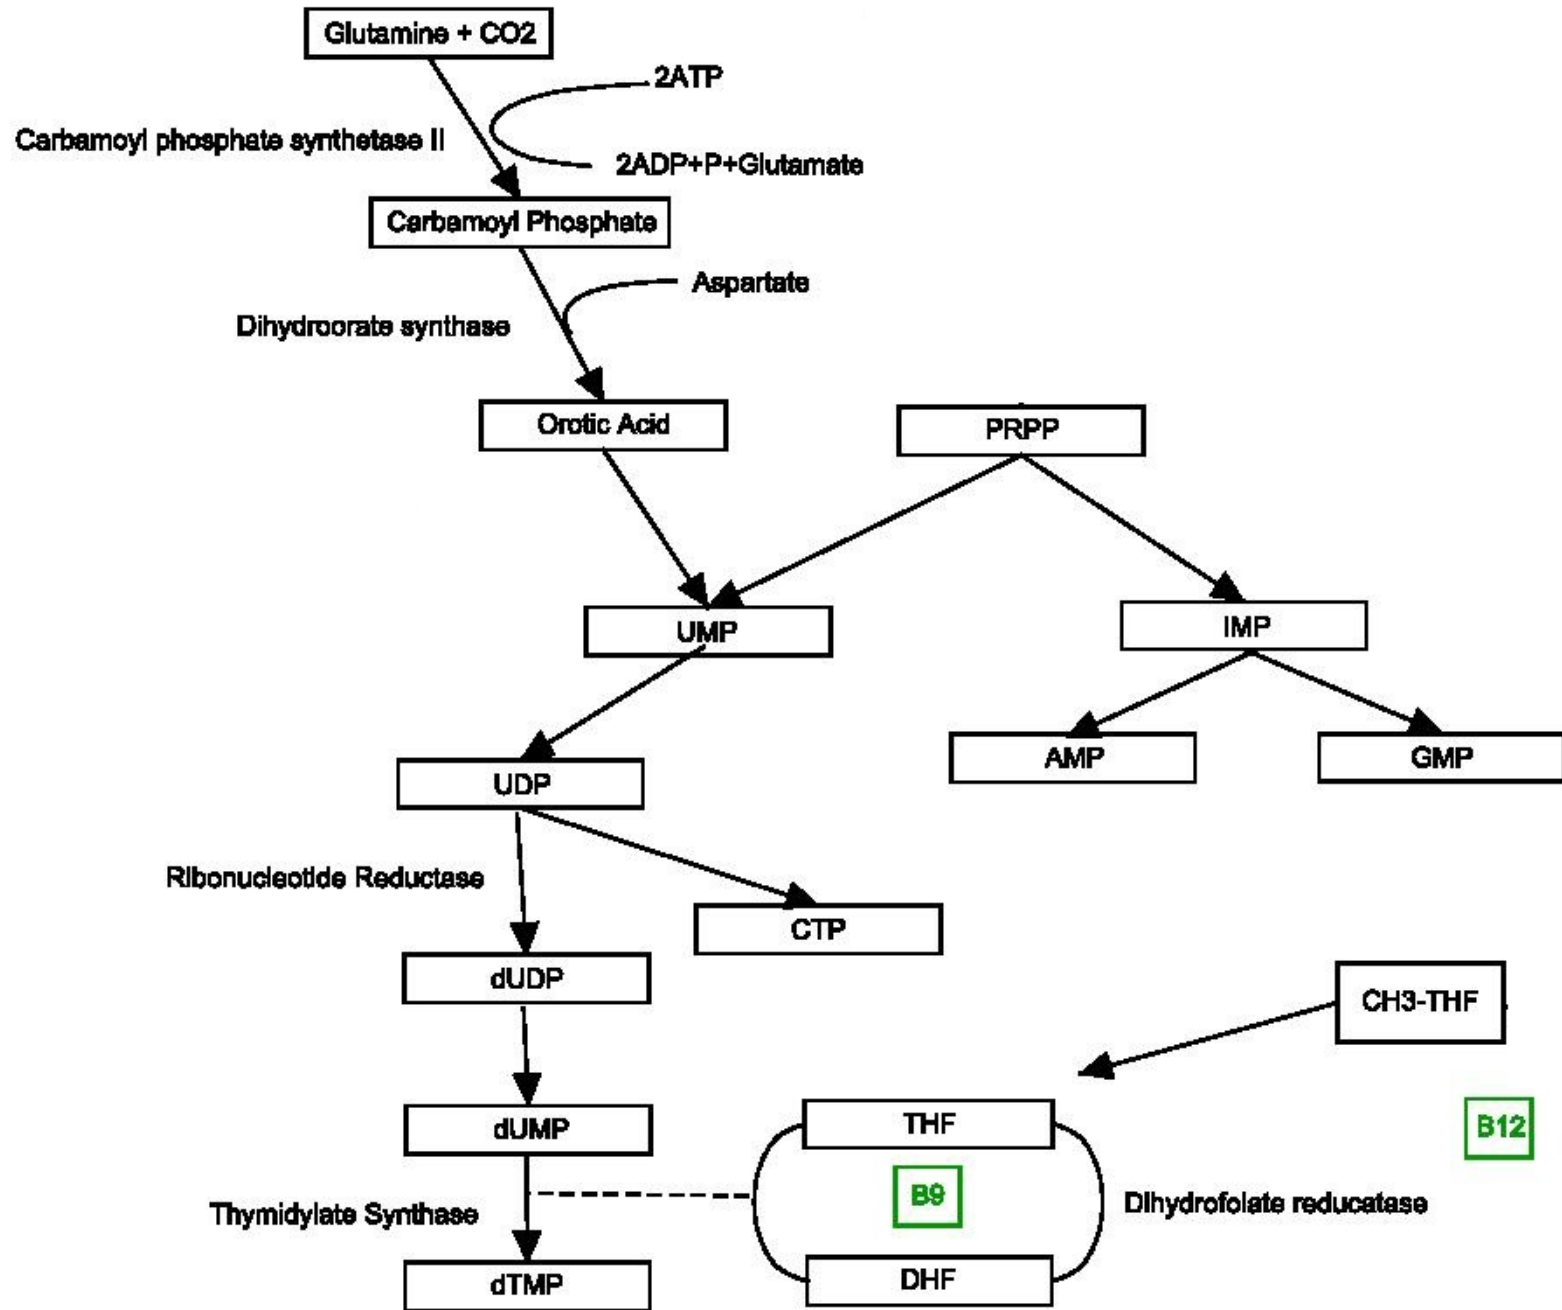 Glutamine + CO2
2ATP
Carbamoyl phosphate synthetase II
2ADP+P+Glutamate
Carbamoyl Phosphate
Aspartate
Dihydroorate synthase
Orotic Acid
PRPP
UMP
IMP
AMP
GMP
UDP
Ribonucleotide Reductase
CTP
dUDP
CH3-THF
dUMP
THF
B12
B9
Thymidylate Synthase
Dihydrofolate reducatase
dTMP
DHF